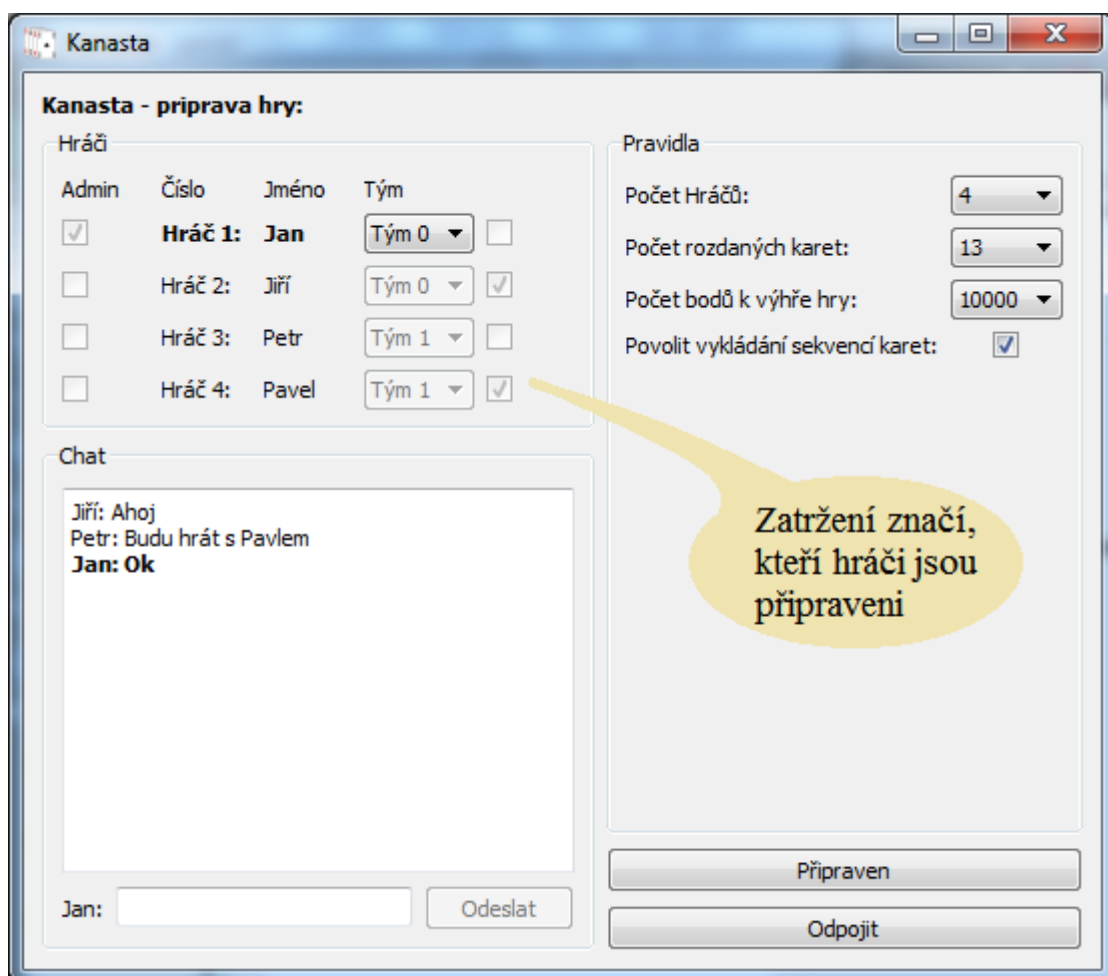 Kanasta
Kanasta - priprava hry:
Hráči
Admin Číslo Jméno Tým
Hráč 1: Jan Tým 0
Hráč 2: Jiří Tým 0
Hráč 3: Petr Tým 1
Hráč 4: Pavel Tým 1
Chat
Jiří: Ahoj
Petr: Budu hrát s Pavlem
Jan: Ok
Jan: Odeslat
Pravidla
Počet Hráčů: 4
Počet rozdaných karet: 13
Počet bodů k výhře hry: 10000
Povolit vykládání sekvencí karet:
Zatržení značí,
kteří hráči jsou
připraveni
Připraven
Odpojit